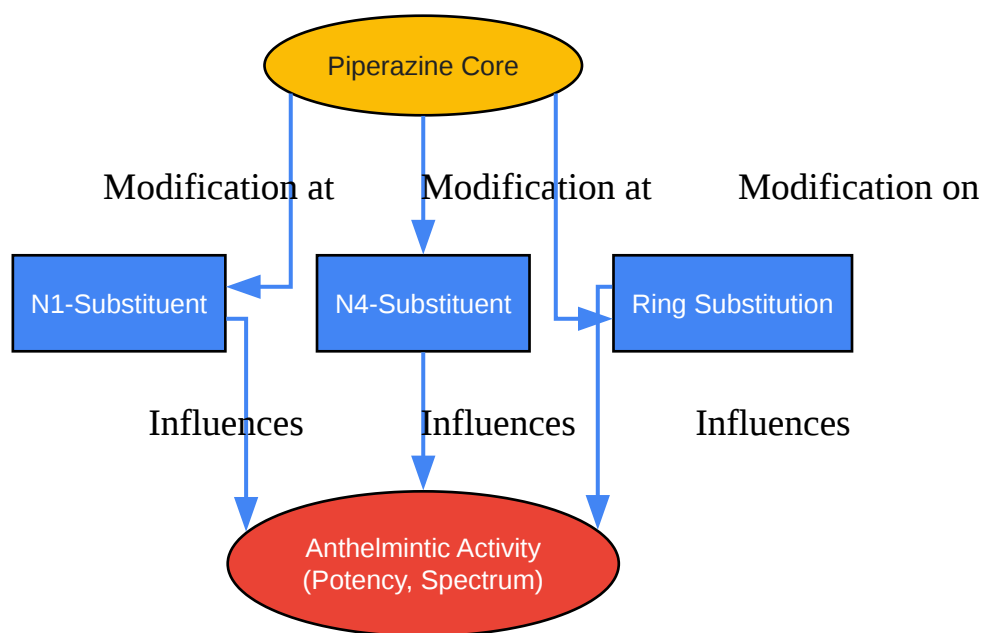 Piperazine Core
Modification at
Modification at
Modification on
N1-Substituent
N4-Substituent
Ring Substitution
Influences
Influences
Influences
Anthelmintic Activity
(Potency, Spectrum)